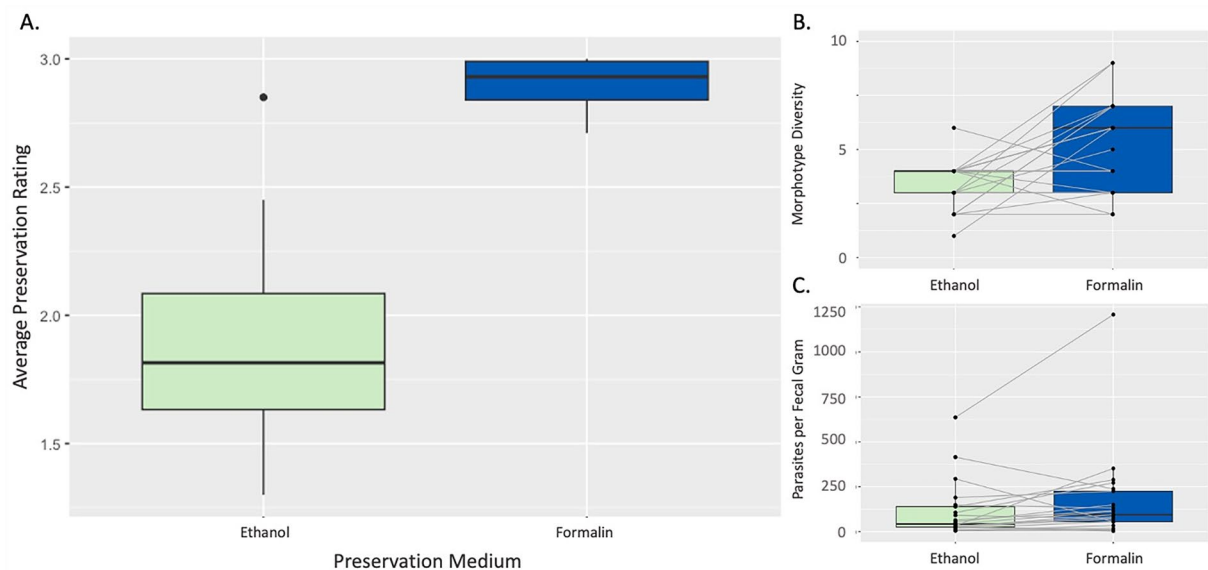 A.
Average Preservation Rating
3.0
2.5
2.0
1.5
Ethanol
Formalin
Preservation Medium
B.
Morphotype Diversity
10
5
0
Ethanol
Formalin
C.
Parasites per Fecal Gram
1250
1000
750
500
250
0
Ethanol
Formalin